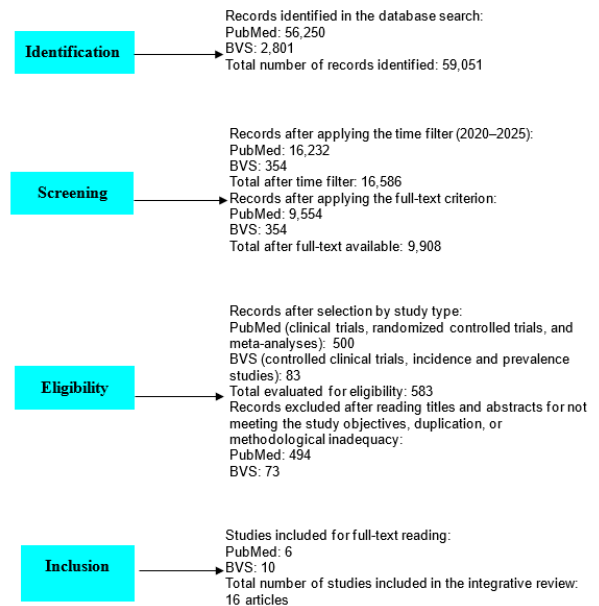 Identification
Records identified in the database search:
PubMed: 56,250
BVS: 2,801
Total number of records identified: 59,051
Screening
Records after applying the time filter (2020–2025):
PubMed: 16,232
BVS: 354
Total after time filter: 16,586
Records after applying the full-text criterion:
PubMed: 9,554
BVS: 354
Total after full-text available: 9,908
Eligibility
Records after selection by study type:
PubMed (clinical trials, randomized controlled trials, and
meta-analyses): 500
BVS (controlled clinical trials, incidence and prevalence
studies): 83
Total evaluated for eligibility: 583
Records excluded after reading titles and abstracts for not
meeting the study objectives, duplication, or
methodological inadequacy:
PubMed: 494
BVS: 73
Inclusion
Studies included for full-text reading:
PubMed: 6
BVS: 10
Total number of studies included in the integrative review:
16 articles